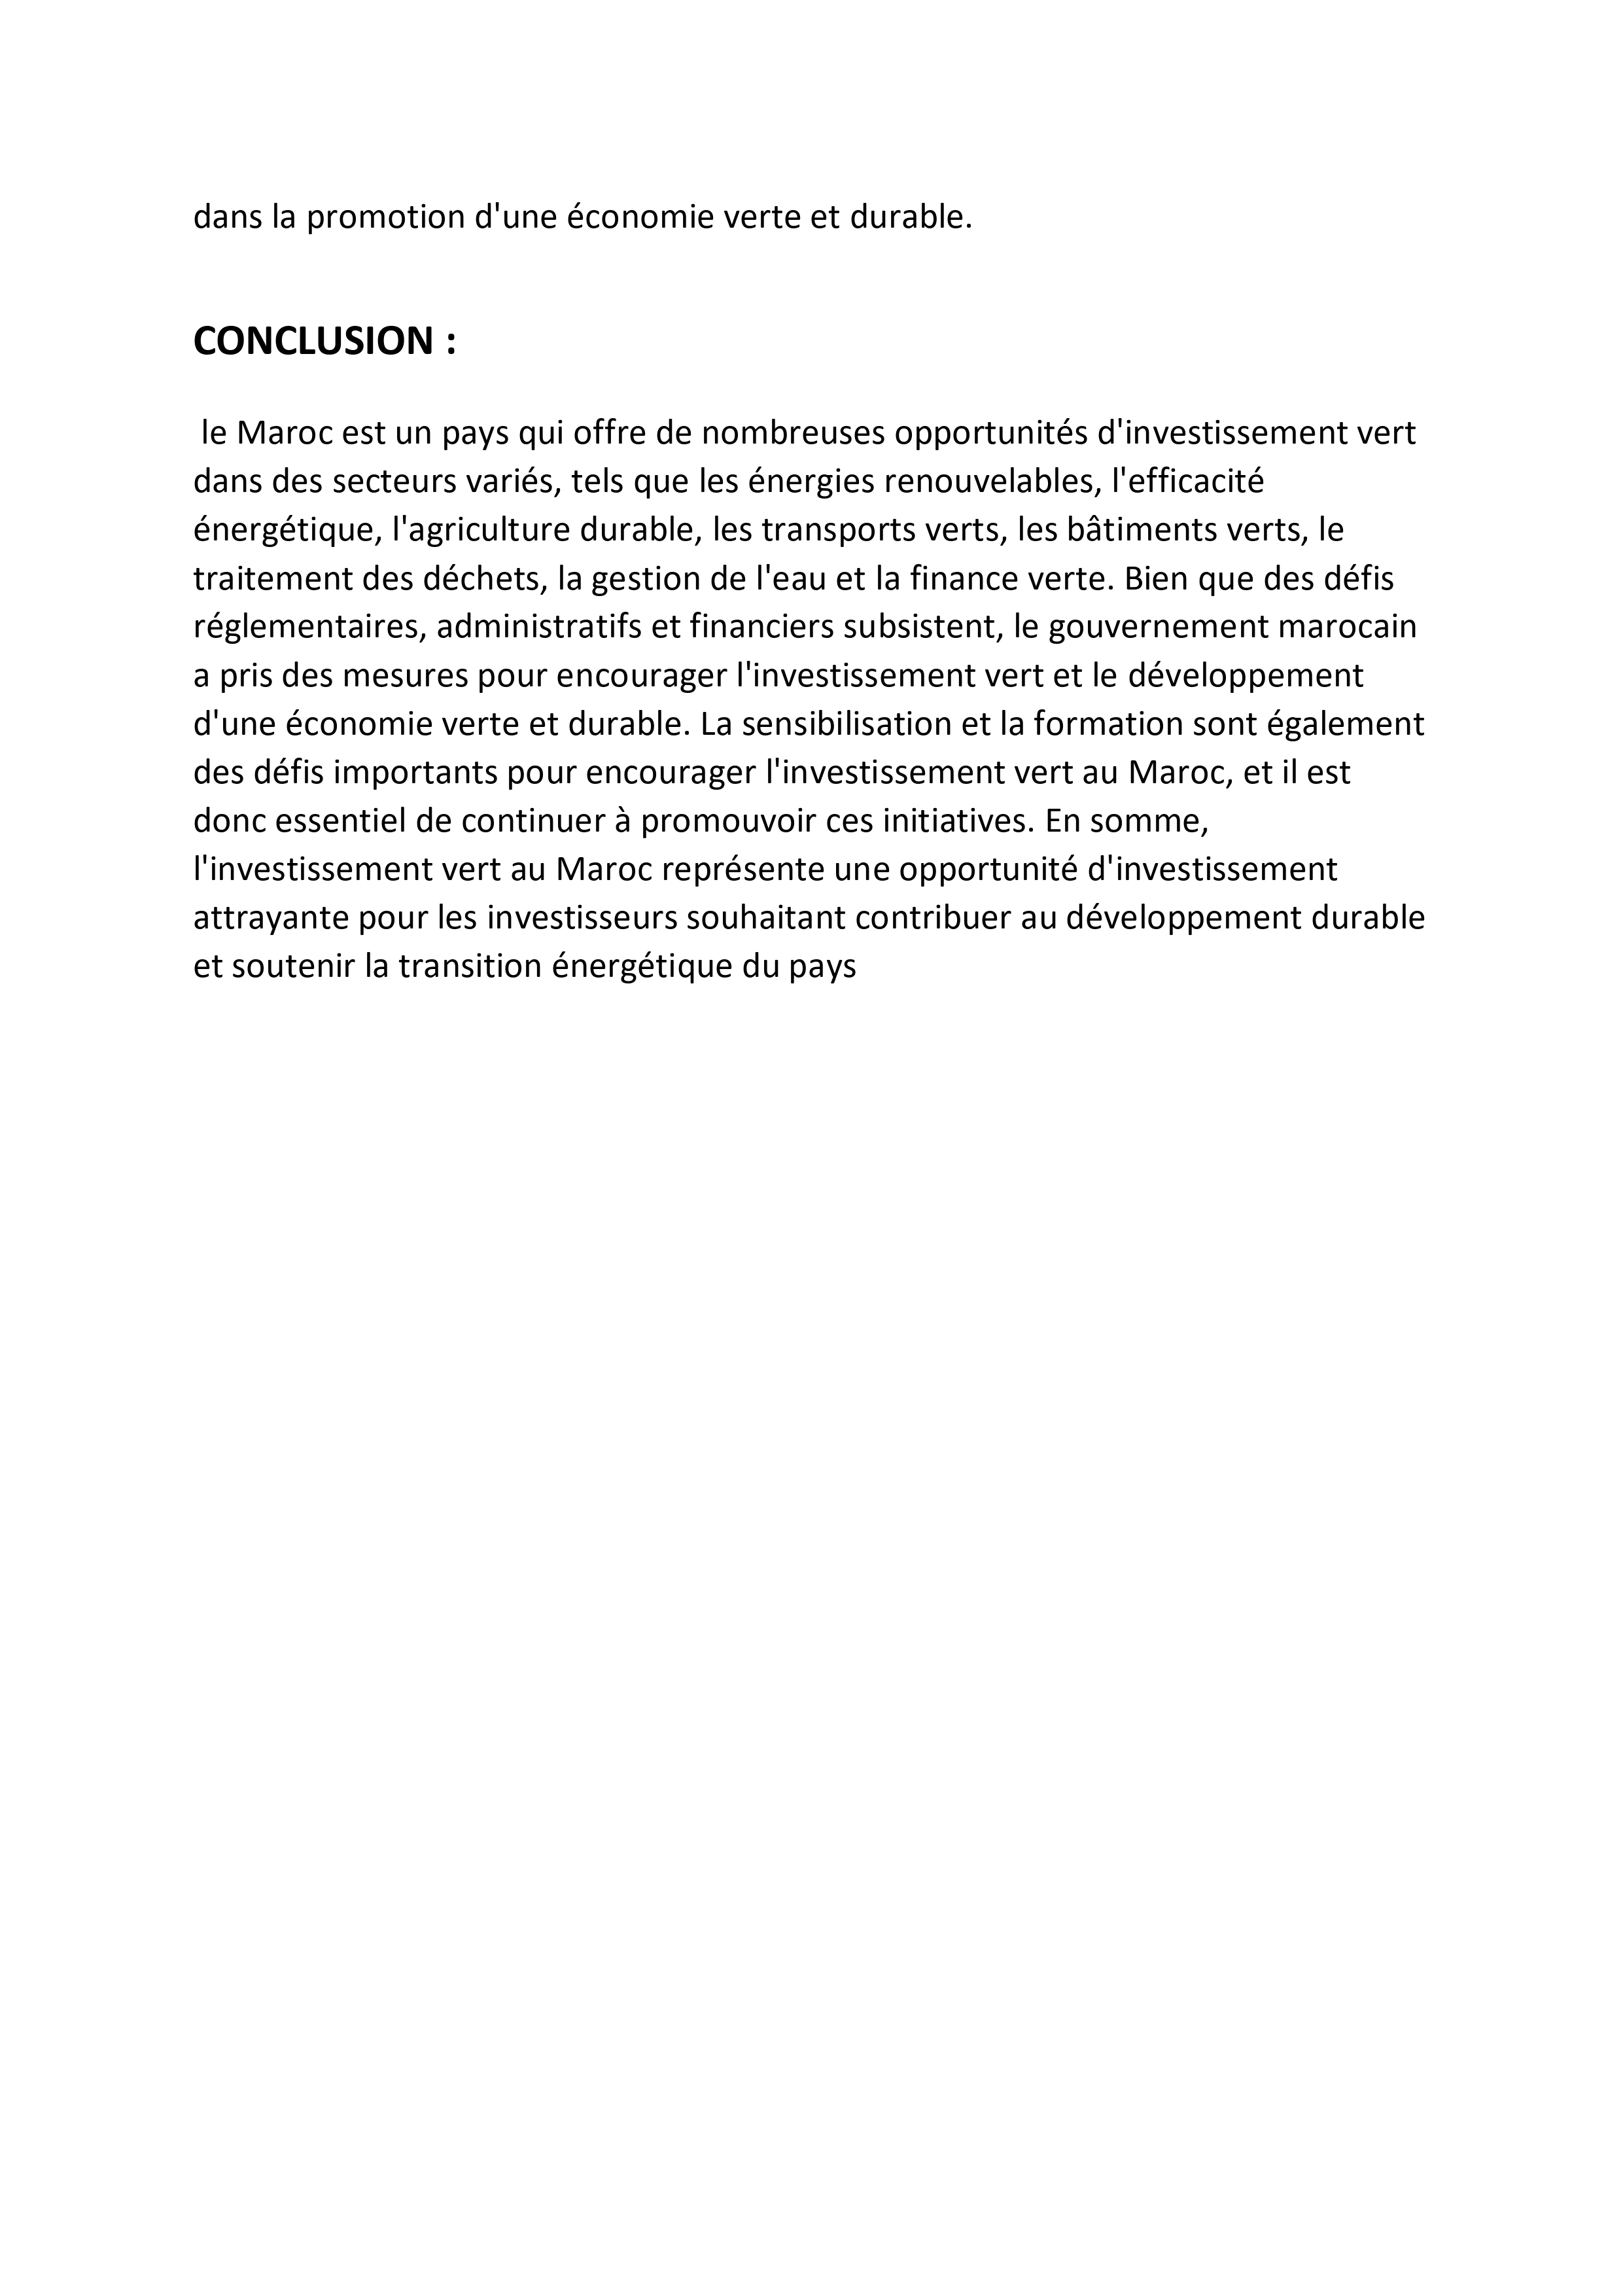 dans la promotion d'une économie verte et durable.
CONCLUSION :
le Maroc est un pays qui offre de nombreuses opportunités d'investissement vert
dans des secteurs variés, tels que les énergies renouvelables, l'efficacité
énergétique, l'agriculture durable, les transports verts, les bâtiments verts, le
traitement des déchets, la gestion de l'eau et la finance verte. Bien que des défis
réglementaires, administratifs et financiers subsistent, le gouvernement marocain
a pris des mesures pour encourager l'investissement vert et le développement
d'une économie verte et durable. La sensibilisation et la formation sont également
des défis importants pour encourager l'investissement vert au Maroc, et il est
donc essentiel de continuer à promouvoir ces initiatives. En somme,
l'investissement vert au Maroc représente une opportunité d'investissement
attrayante pour les investisseurs souhaitant contribuer au développement durable
et soutenir la transition énergétique du pays